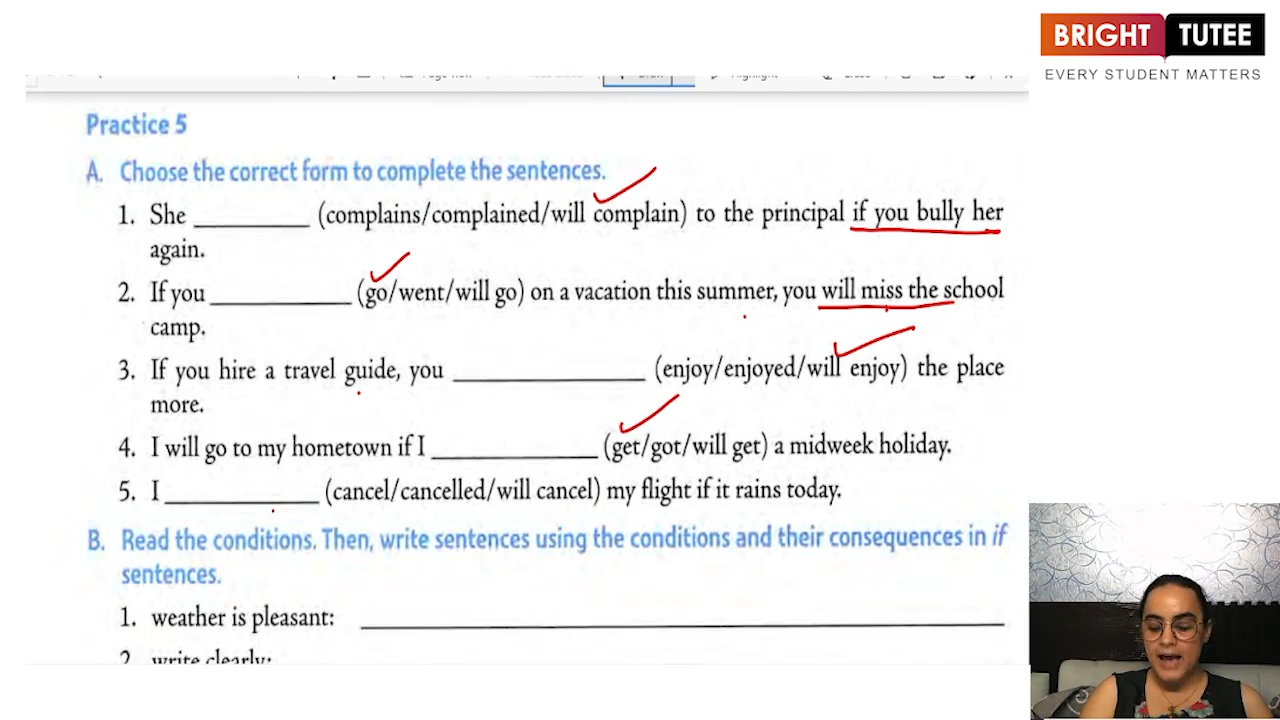 BRIGHT TUTEE
EVERY STUDENT MATTERS
Practice 5
A. Choose the correct form to complete the sentences.
1. She __________ (complains/complained/will complain) to the principal if you bully her
again.
2. If you ____________ (go/went/will go) on a vacation this summer, you will miss the school
camp.
3. If you hire a travel guide, you ________________ (enjoy/enjoyed/will enjoy) the place
more.
4. I will go to my hometown if I ______________ (get/got/will get) a midweek holiday.
5. I _____________ (cancel/cancelled/will cancel) my flight if it rains today.
B. Read the conditions. Then, write sentences using the conditions and their consequences in if
sentences.
1. weather is pleasant: ______________________________
2. write clearly: